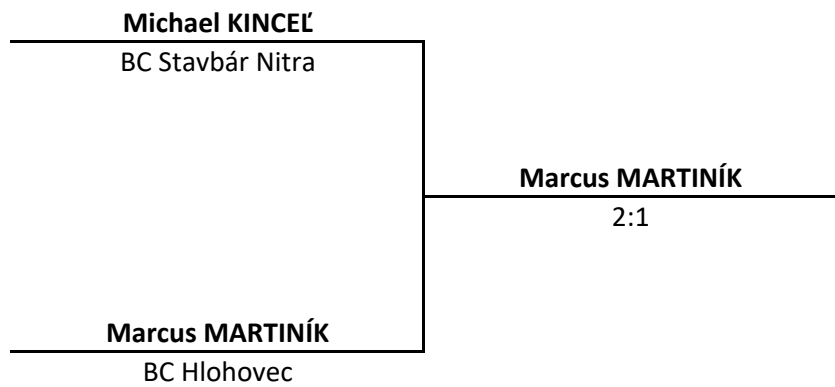 Michael KINCEĽ
BC Stavbár Nitra
Marcus MARTINÍK
2:1
Marcus MARTINÍK
BC Hlohovec